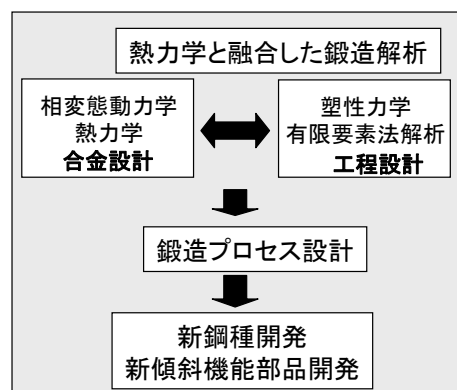 熱力学と融合した鍛造解析
相変態動力学
熱力学
合金設計
塑性力学
有限要素法解析
工程設計
鍛造プロセス設計
新鋼種開発
新傾斜機能部品開発